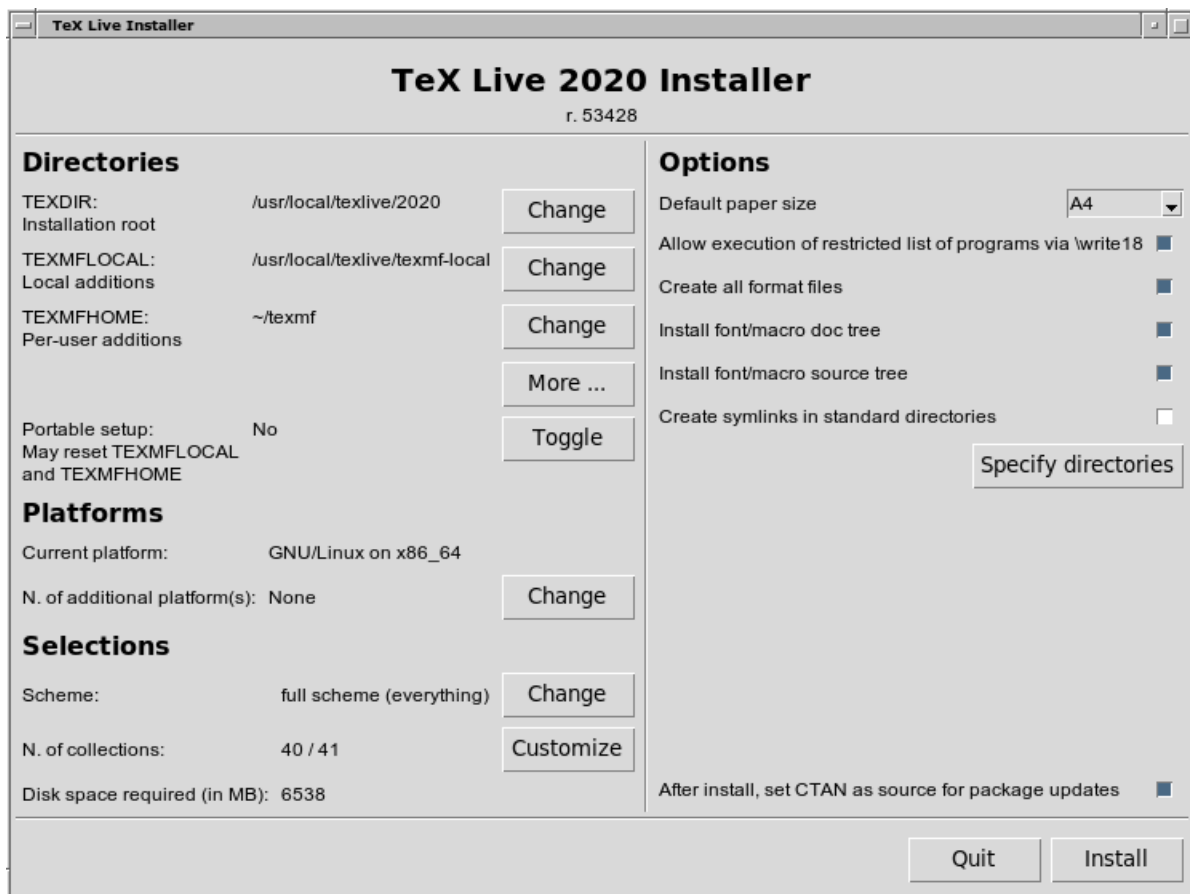 TeX Live Installer
TeX Live 2020 Installer
r. 53428
Directories
TEXDIR: /usr/local/texlive/2020 Change
Installation root
TEXMFLOCAL: /usr/local/texlive/texmf-local Change
Local additions
TEXMFHOME: ~/texmf Change
Per-user additions
More ...
Portable setup: No Toggle
May reset TEXMFLOCAL
and TEXMFHOME
Platforms
Current platform: GNU/Linux on x86_64
N. of additional platform(s): None Change
Selections
Scheme: full scheme (everything) Change
N. of collections: 40 / 41 Customize
Disk space required (in MB): 6538
Options
Default paper size A4
Allow execution of restricted list of programs via \write18
Create all format files
Install font/macro doc tree
Install font/macro source tree
Create symlinks in standard directories
Specify directories
After install, set CTAN as source for package updates
Quit Install